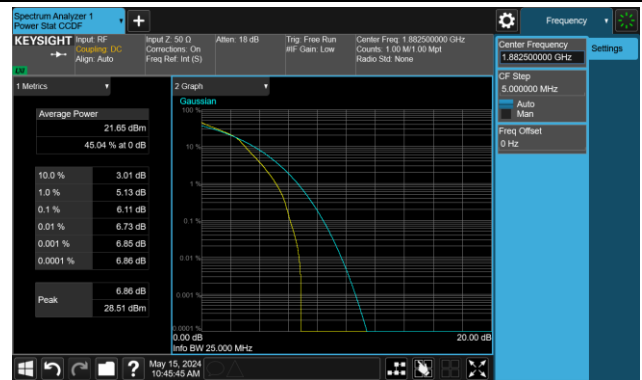 Spectrum Analyzer 1
Power Stat CCDF
+
Frequency
KEYSIGHT
Input: RF
Coupling: DC
Align: Auto
Input Z: 50 Ω
Corrections: On
Freq Ref: Int (S)
Atten: 18 dB
Trig: Free Run
#IF Gain: Low
Center Freq: 1.882500000 GHz
Counts: 1.00 M/1.00 Mpt
Radio Std: None
Center Frequency
1.882500000 GHz
Settings
CF Step
5.000000 MHz
Auto
Man
Freq Offset
0 Hz
1 Metrics
Average Power
21.65 dBm
45.04 % at 0 dB
10.0 % 3.01 dB
1.0 % 5.13 dB
0.1 % 6.11 dB
0.01 % 6.73 dB
0.001 % 6.85 dB
0.0001 % 6.86 dB
Peak
6.86 dB
28.51 dBm
2 Graph
Gaussian
100 %
10 %
1 %
0.1 %
0.01 %
0.001 %
0.0001 %
0.00 dB 20.00 dB
Info BW 25.000 MHz
?
May 15, 2024
10:45:45 AM